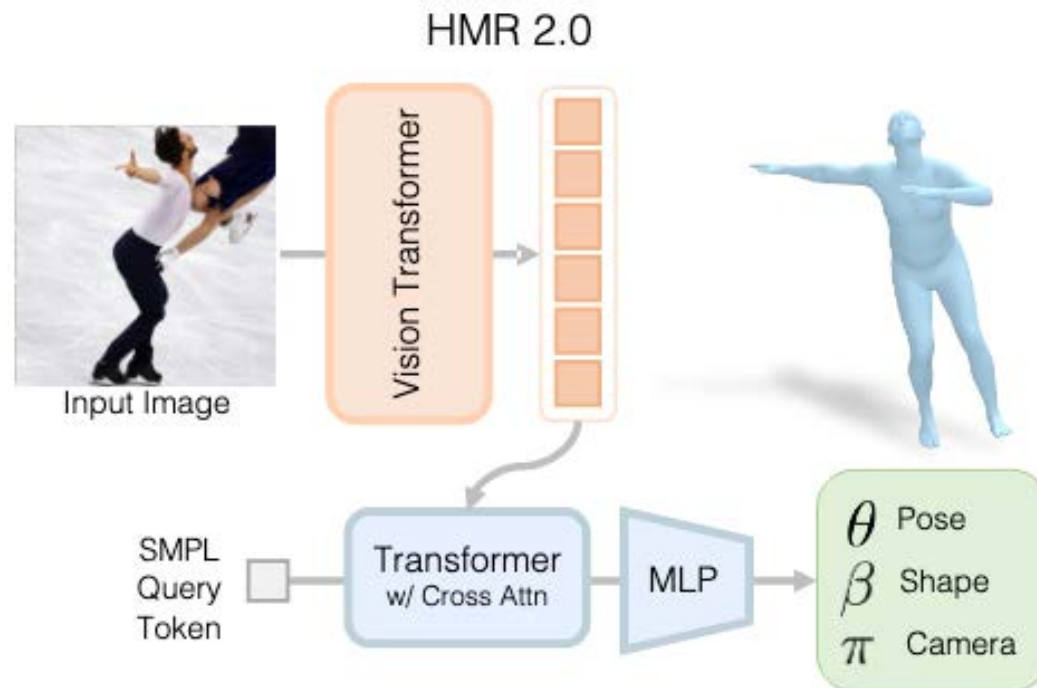 HMR 2.0
Vision Transformer
Input Image
SMPL
Query
Token
Transformer
w/ Cross Attn
MLP
θ Pose
β Shape
π Camera